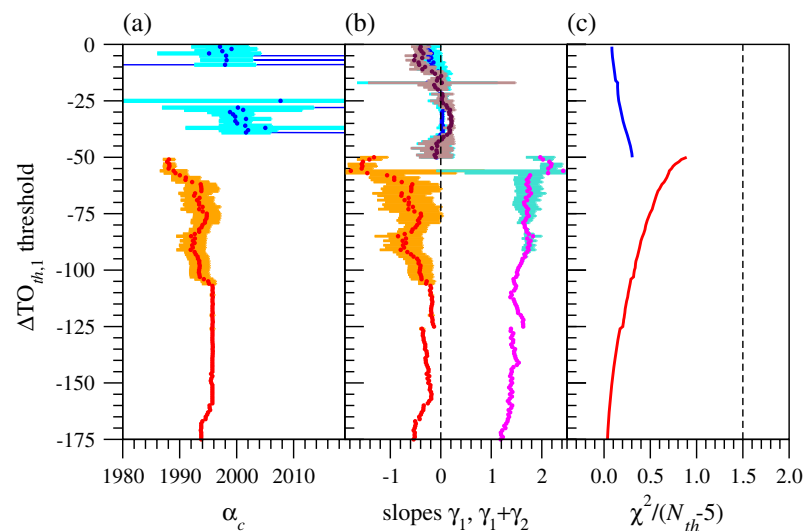 (a) (b) (c)
0
-25
-50
-75
-100
-125
-150
-175
ΔTO_{th,1} threshold
1980 1990 2000 2010 -1 0 1 2 0.0 0.5 1.0 1.5 2.0
α_c slopes γ_1, γ_1+γ_2 χ^2/(N_{th}-5)